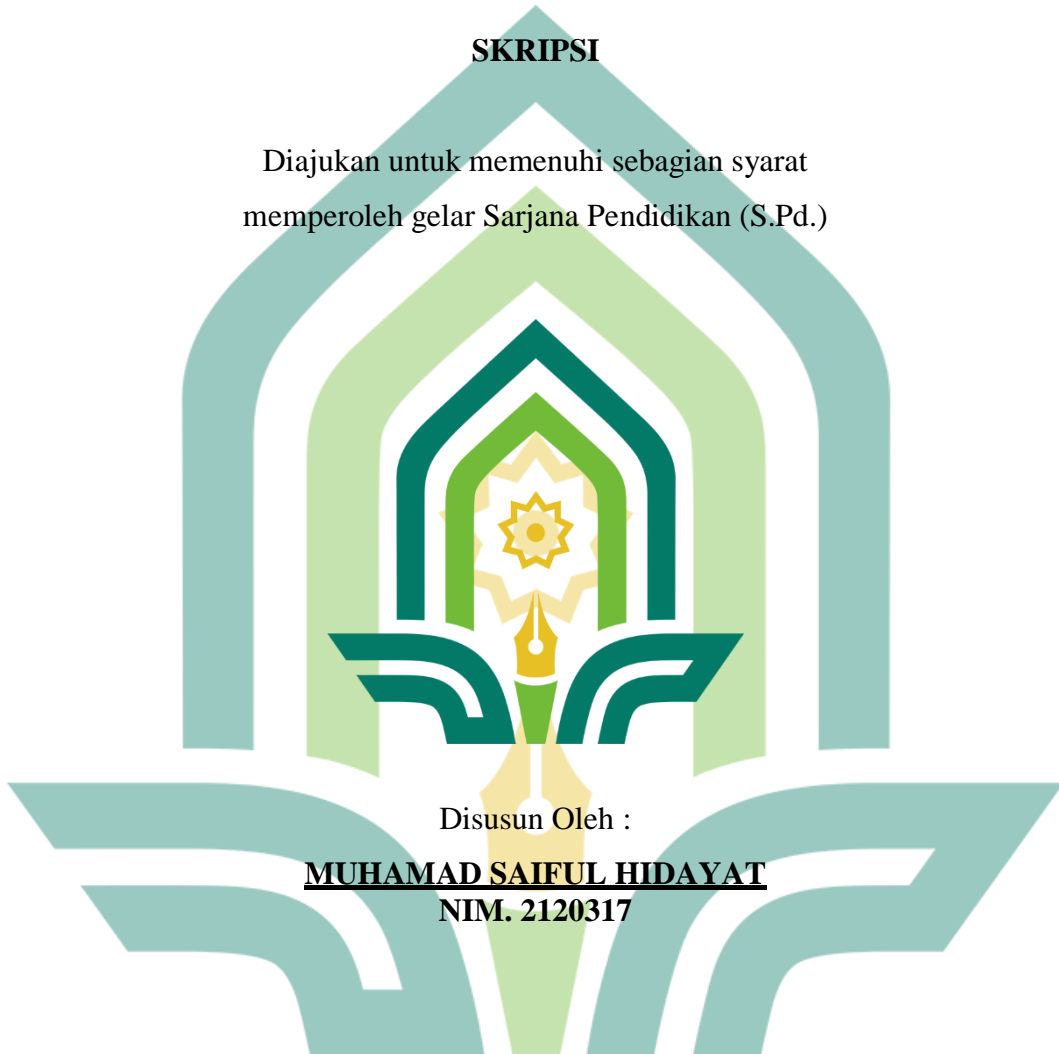 SKRIPSI
Diajukan untuk memenuhi sebagian syarat
memperoleh gelar Sarjana Pendidikan (S.Pd.)
Disusun Oleh :
MUHAMAD SAIFUL HIDAYAT
NIM. 2120317